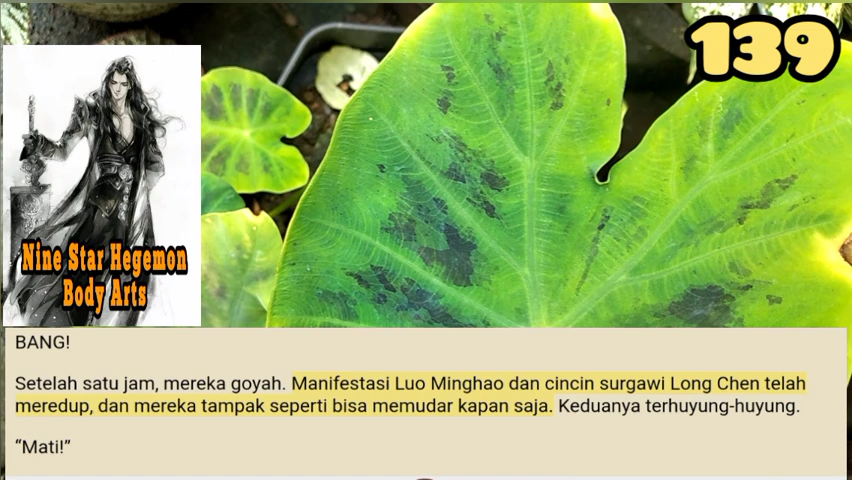 139
Nine Star Hegemon
Body Arts
BANG!
Setelah satu jam, mereka goyah. Manifestasi Luo Minghao dan cincin surgawi Long Chen telah
meredup, dan mereka tampak seperti bisa memudar kapan saja. Keduanya terhuyung-huyung.
“Mati!”